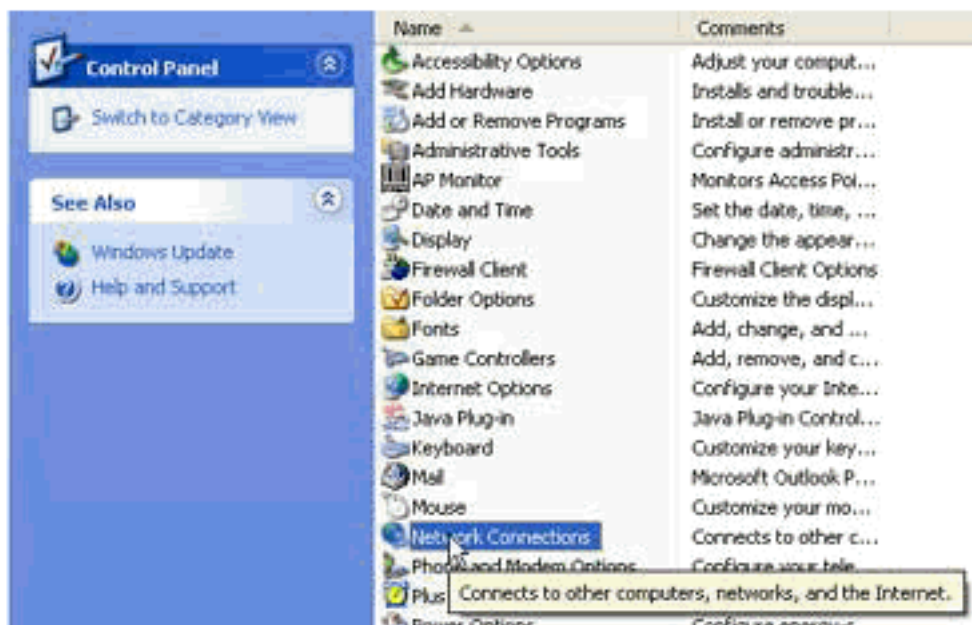 Control Panel
Switch to Category View
See Also
Windows Update
Help and Support
Name Comments
Accessibility Options Adjust your comput...
Add Hardware Installs and trouble...
Add or Remove Programs Install or remove pr...
Administrative Tools Configure administr...
AP Monitor Monitors Access Poi...
Date and Time Set the date, time, ...
Display Change the appear...
Firewall Client Firewall Client Options
Folder Options Customize the displ...
Fonts Add, change, and ...
Game Controllers Add, remove, and c...
Internet Options Configure your Inte...
Java Plug-in Java Plug-in Control...
Keyboard Customize your key...
Mail Microsoft Outlook P...
Mouse Customize your mo...
Network Connections Connects to other c...
Phone and Modem Options Configure your tele...
Plus
Connects to other computers, networks, and the Internet.
Power Options